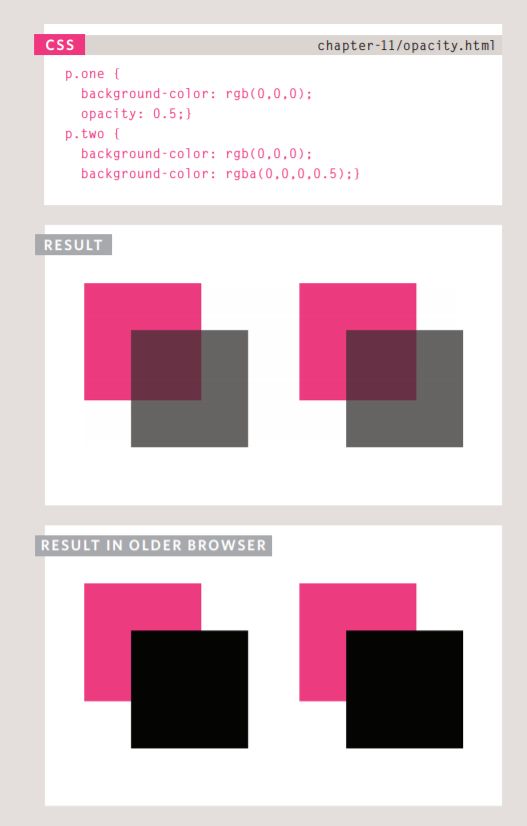 CSS
chapter-11/opacity.html
p.one {
background-color: rgb(0,0,0);
opacity: 0.5;}
p.two {
background-color: rgb(0,0,0);
background-color: rgba(0,0,0,0.5);}
RESULT
RESULT IN OLDER BROWSER